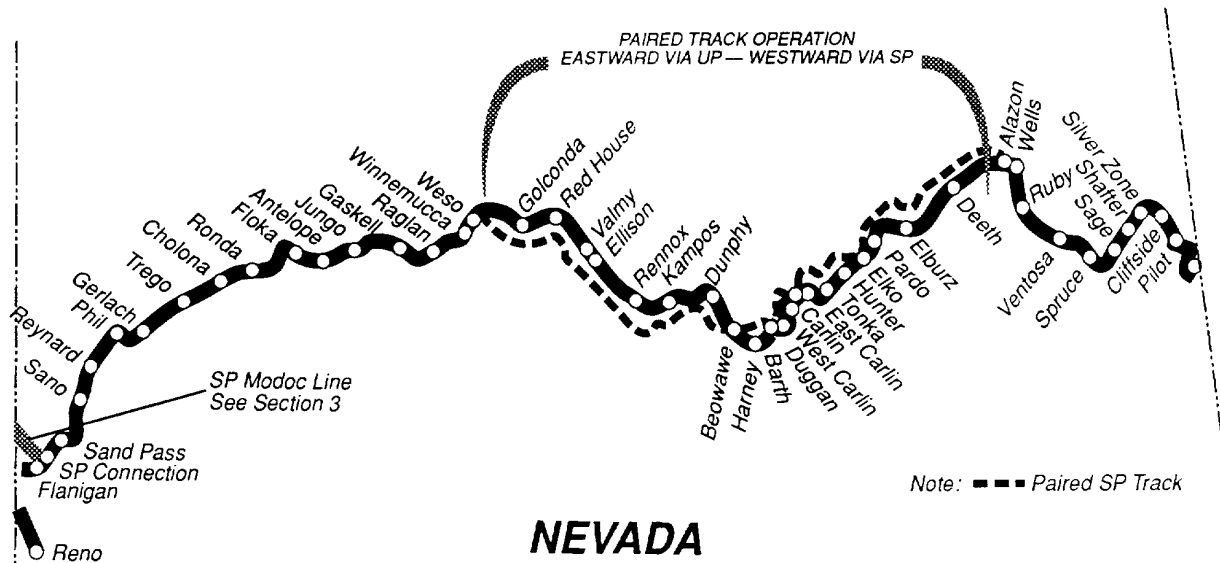 PAIRED TRACK OPERATION
EASTWARD VIA UP — WESTWARD VIA SP
Reynard
Sano
Phil
Gerlach
Trego
Cholona
Ronda
Floka
Antelope
Jungo
Gaskell
Raglan
Winnemucca
Weso
Golconda
Red House
Valmy
Ellison
Rennox
Kampos
Dunphy
Beowawe
Harney
Barth
Duggan
West Carlin
Carlin
East Carlin
Tonka
Hunter
Elko
Pardo
Elburz
Deeth
Alazon
Wells
Ruby
Ventosa
Spruce
Sage
Shafter
Silver Zone
Cliffside
Pilot
SP Modoc Line
See Section 3
Sand Pass
SP Connection
Flanigan
Reno
Note: Paired SP Track
NEVADA